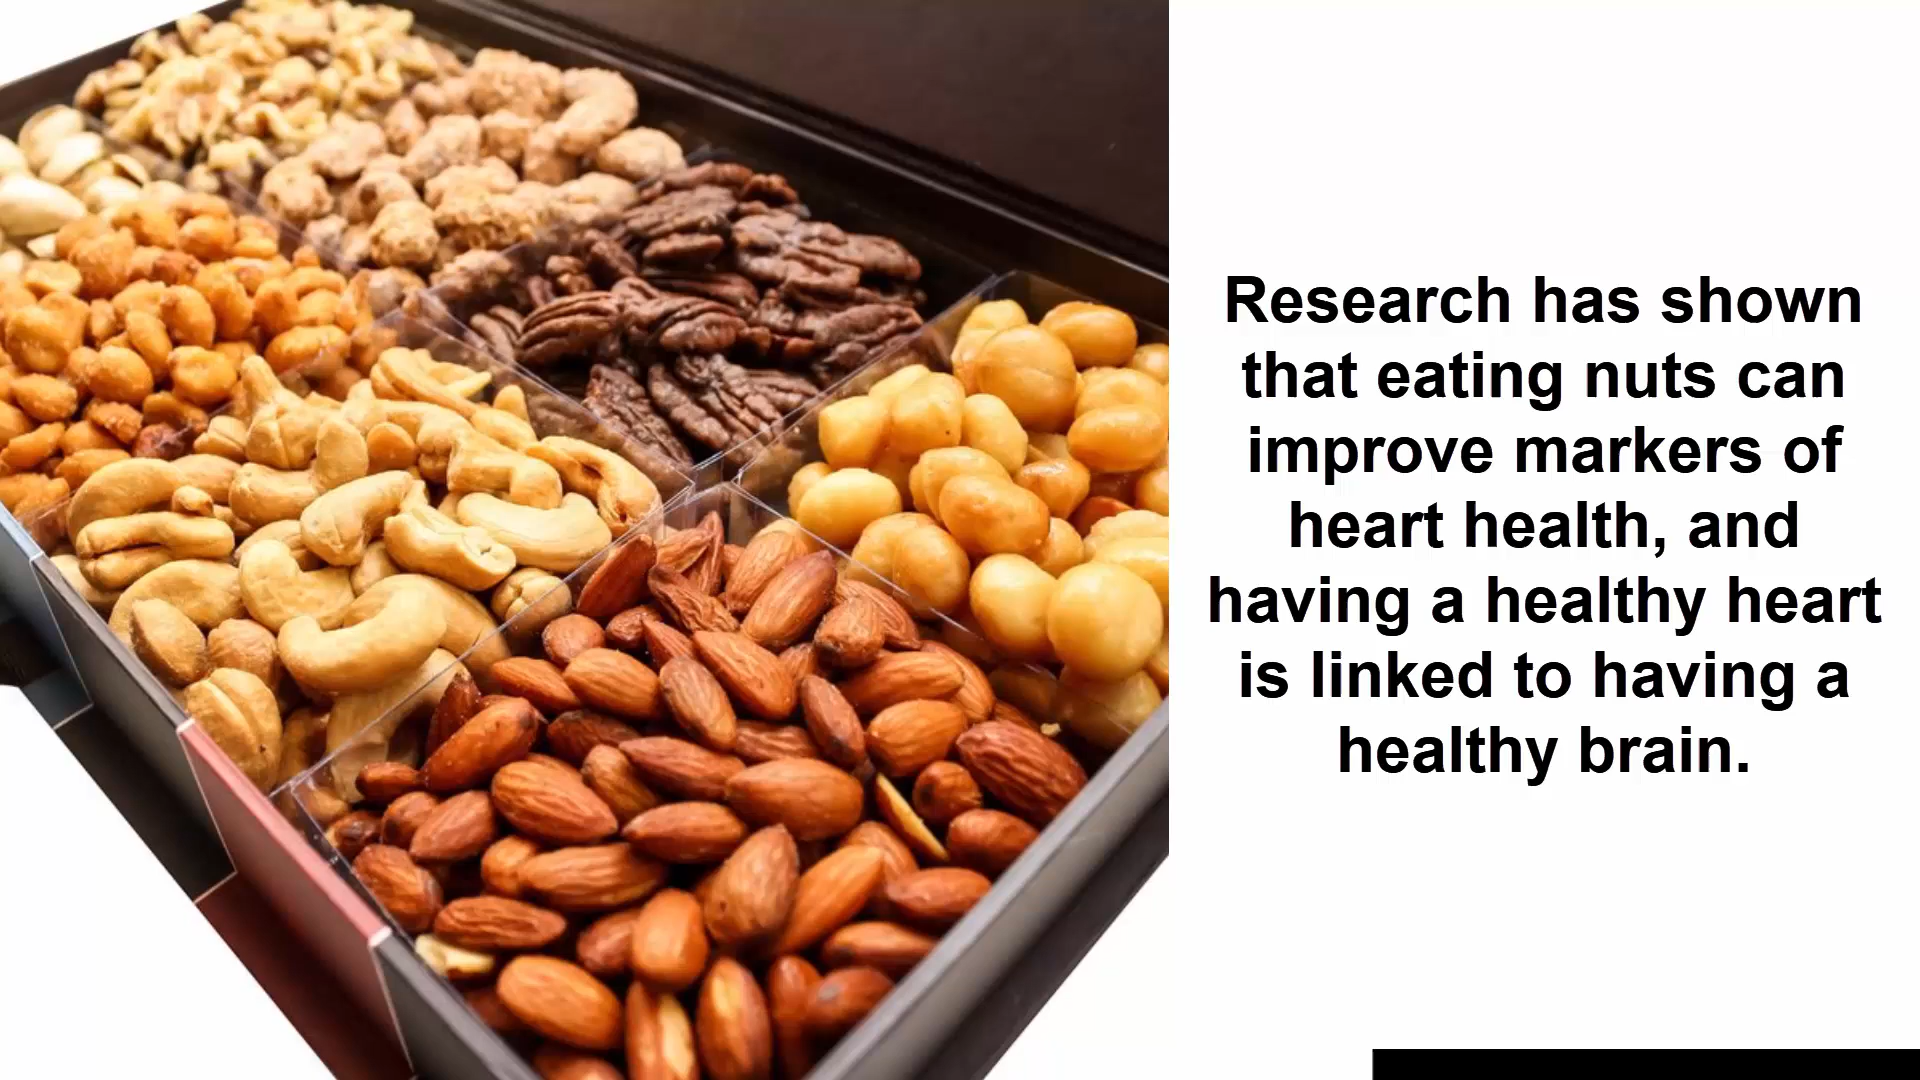 Research has shown
that eating nuts can
improve markers of
heart health, and
having a healthy heart
is linked to having a
healthy brain.